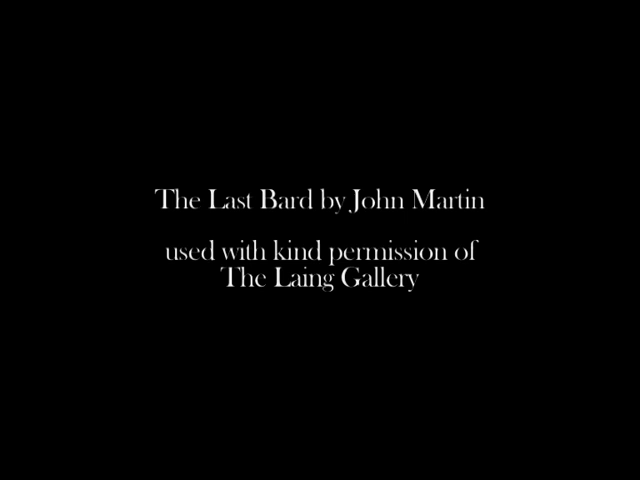 The Last Bard by John Martin
used with kind permission of
The Laing Gallery